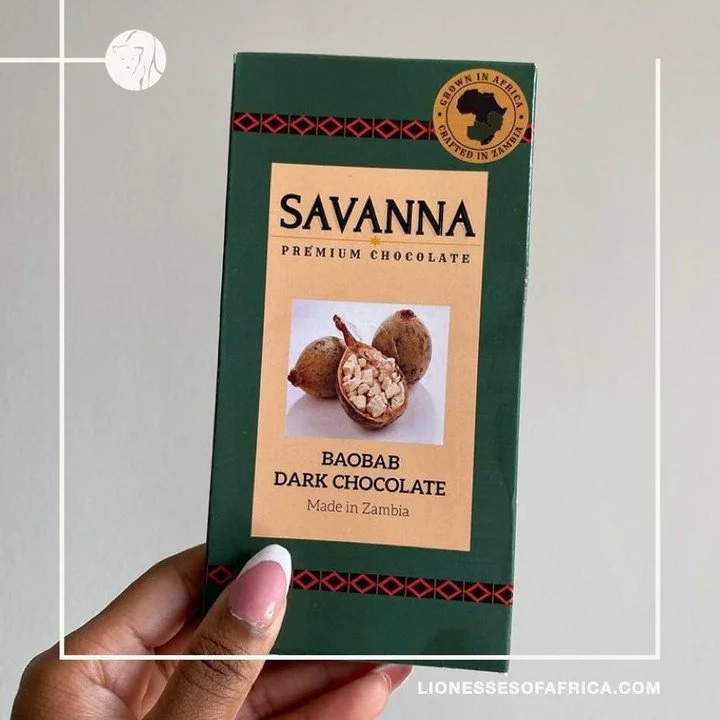 GROWN IN AFRICA
CRAFTED IN ZAMBIA
SAVANNA
PREMIUM CHOCOLATE
BAOBAB
DARK CHOCOLATE
Made in Zambia
LIONESSESOFAFRICA.COM